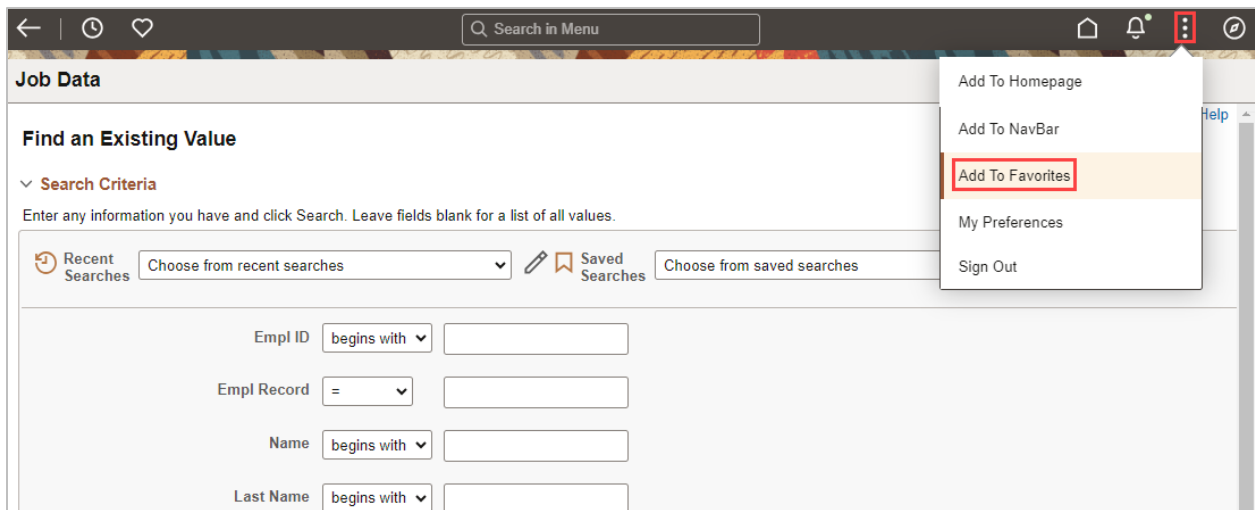 Search in Menu
Job Data
Add To Homepage
Help
Add To NavBar
Find an Existing Value
Add To Favorites
Search Criteria
Enter any information you have and click Search. Leave fields blank for a list of all values.
My Preferences
Recent Searches
Choose from recent searches
Saved Searches
Choose from saved searches
Sign Out
Empl ID begins with
Empl Record =
Name begins with
Last Name begins with